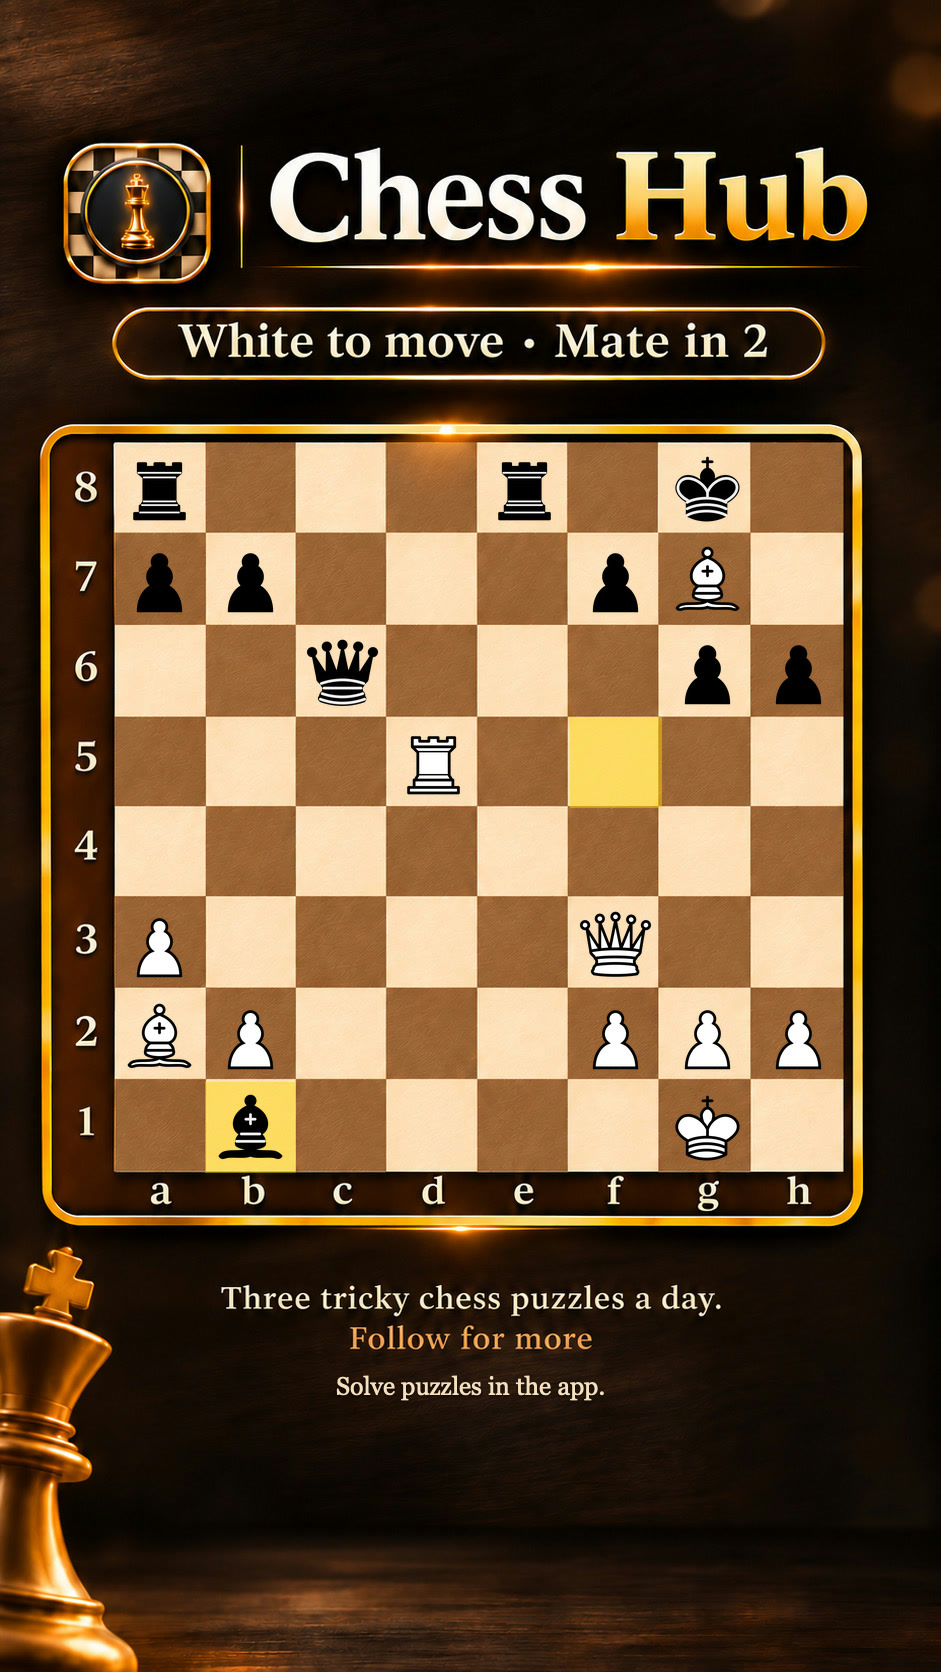 Chess Hub
White to move • Mate in 2
8
7
6
5
4
3
2
1
a b c d e f g h
Three tricky chess puzzles a day.
Follow for more
Solve puzzles in the app.